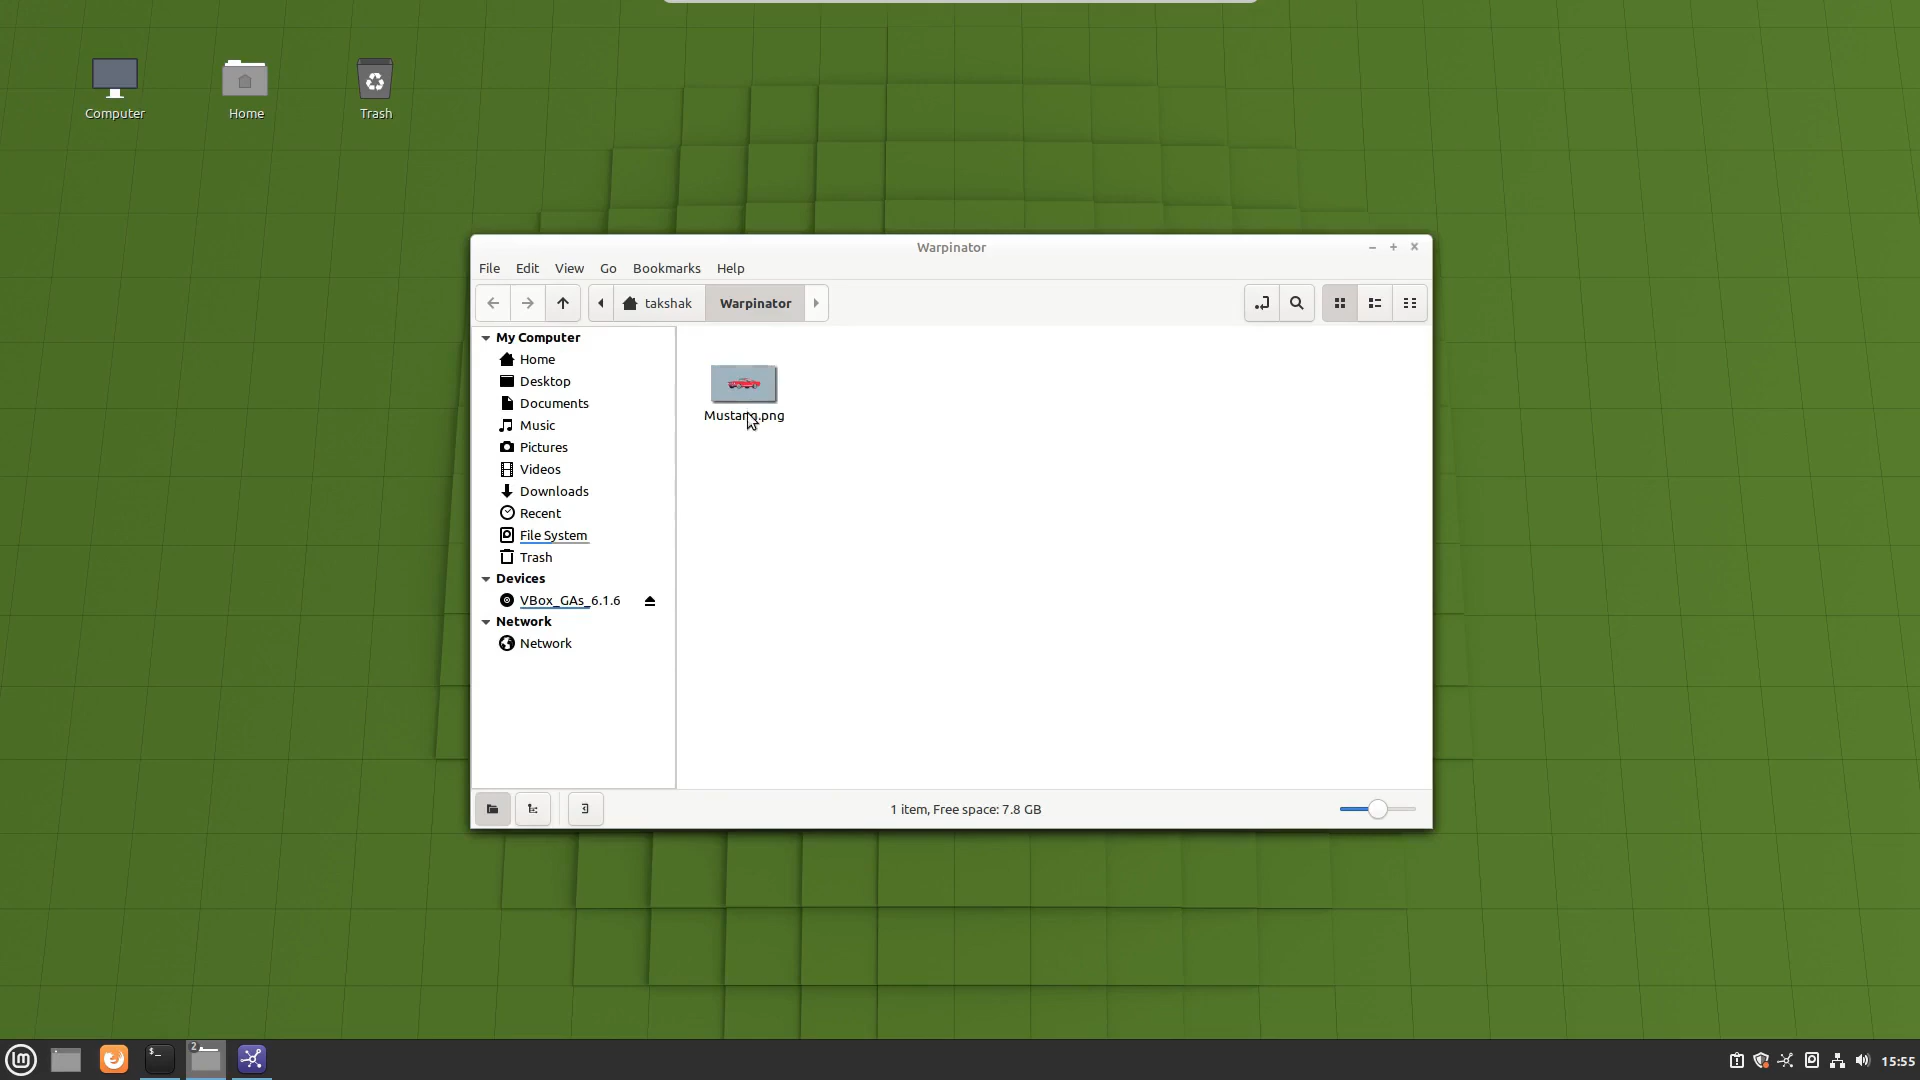 Computer
Home
Trash
Warpinator
File Edit View Go Bookmarks Help
takshak Warpinator
My Computer
Home
Desktop
Documents
Music
Pictures
Videos
Downloads
Recent
File System
Trash
Devices
VBox_GAs_6.1.6
Network
Network
Mustang.png
1 item, Free space: 7.8 GB
$_
2
15:55